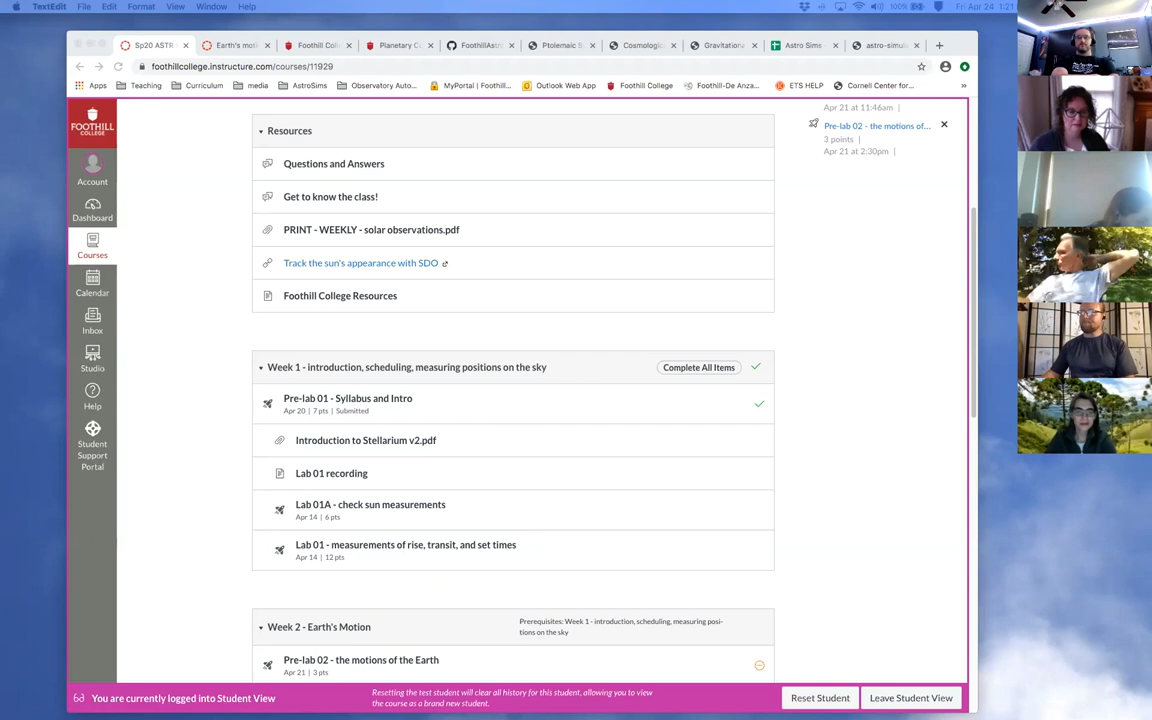 TextEdit File Edit Format View Window Help 100% Fri Apr 24 1:21
Sp20 ASTR Earth's moti Foothill Coll Planetary C FoothillAstro Ptolemaic S Cosmologic Gravitationa Astro Sims astro-simula
foothillcollege.instructure.com/courses/11929
Apps Teaching Curriculum media AstroSims Observatory Auto... MyPortal | Foothill... Outlook Web App Foothill College Foothill-De Anza... ETS HELP Cornell Center for... »
FOOTHILL
COLLEGE
Account
Dashboard
Courses
Calendar
Inbox
Studio
Help
Student
Support
Portal
Apr 21 at 11:46am |
Pre-lab 02 - the motions of...
3 points |
Apr 21 at 2:30pm |
Resources
Questions and Answers
Get to know the class!
PRINT - WEEKLY - solar observations.pdf
Track the sun's appearance with SDO
Foothill College Resources
Week 1 - introduction, scheduling, measuring positions on the sky Complete All Items
Pre-lab 01 - Syllabus and Intro
Apr 20 | 7 pts | Submitted
Introduction to Stellarium v2.pdf
Lab 01 recording
Lab 01A - check sun measurements
Apr 14 | 6 pts
Lab 01 - measurements of rise, transit, and set times
Apr 14 | 12 pts
Week 2 - Earth's Motion
Prerequisites: Week 1 - introduction, scheduling, measuring posi-
tions on the sky
Pre-lab 02 - the motions of the Earth
Apr 21 | 3 pts
You are currently logged into Student View
Resetting the test student will clear all history for this student, allowing you to view
the course as a brand new student.
Reset Student Leave Student View